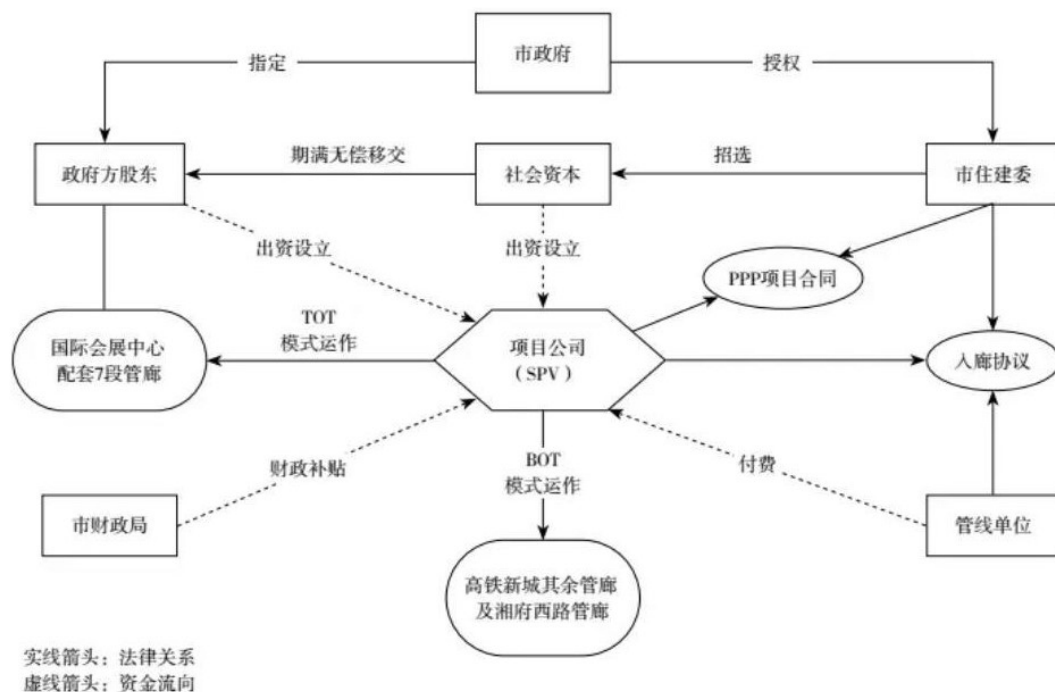 市政府
指定
授权
政府方股东
期满无偿移交
社会资本
招选
市住建委
出资设立
出资设立
PPP项目合同
国际会展中心
配套7段管廊
TOT
模式运作
项目公司
（SPV）
入廊协议
财政补贴
BOT
模式运作
付费
市财政局
管线单位
高铁新城其余管廊
及湘府西路管廊
实线箭头：法律关系
虚线箭头：资金流向